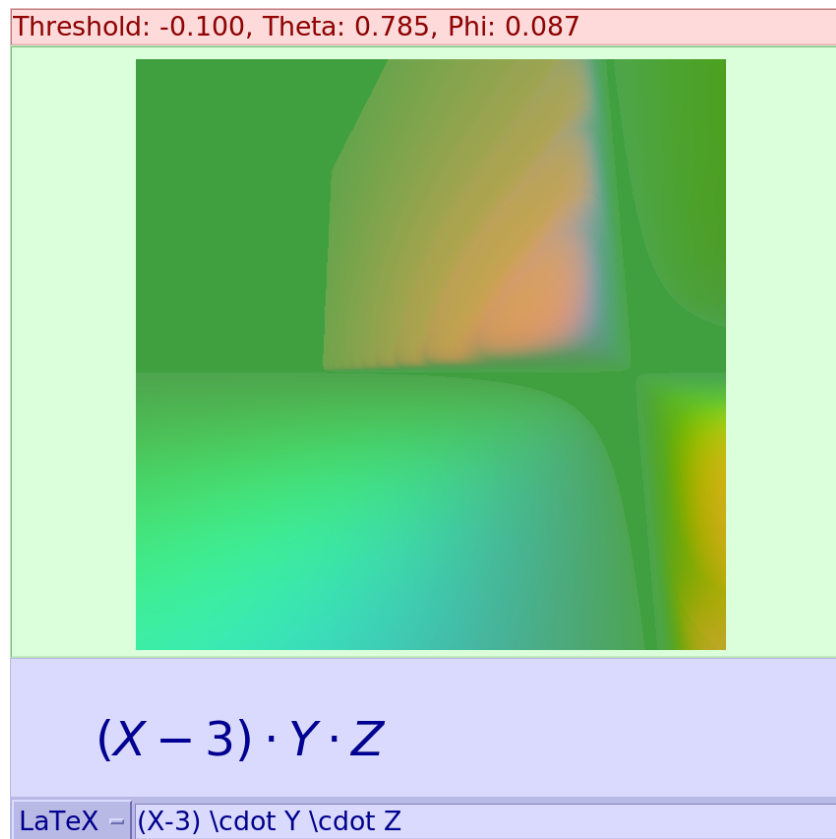 Threshold: -0.100, Theta: 0.785, Phi: 0.087
(X − 3) · Y · Z
LaTeX (X-3) \cdot Y \cdot Z